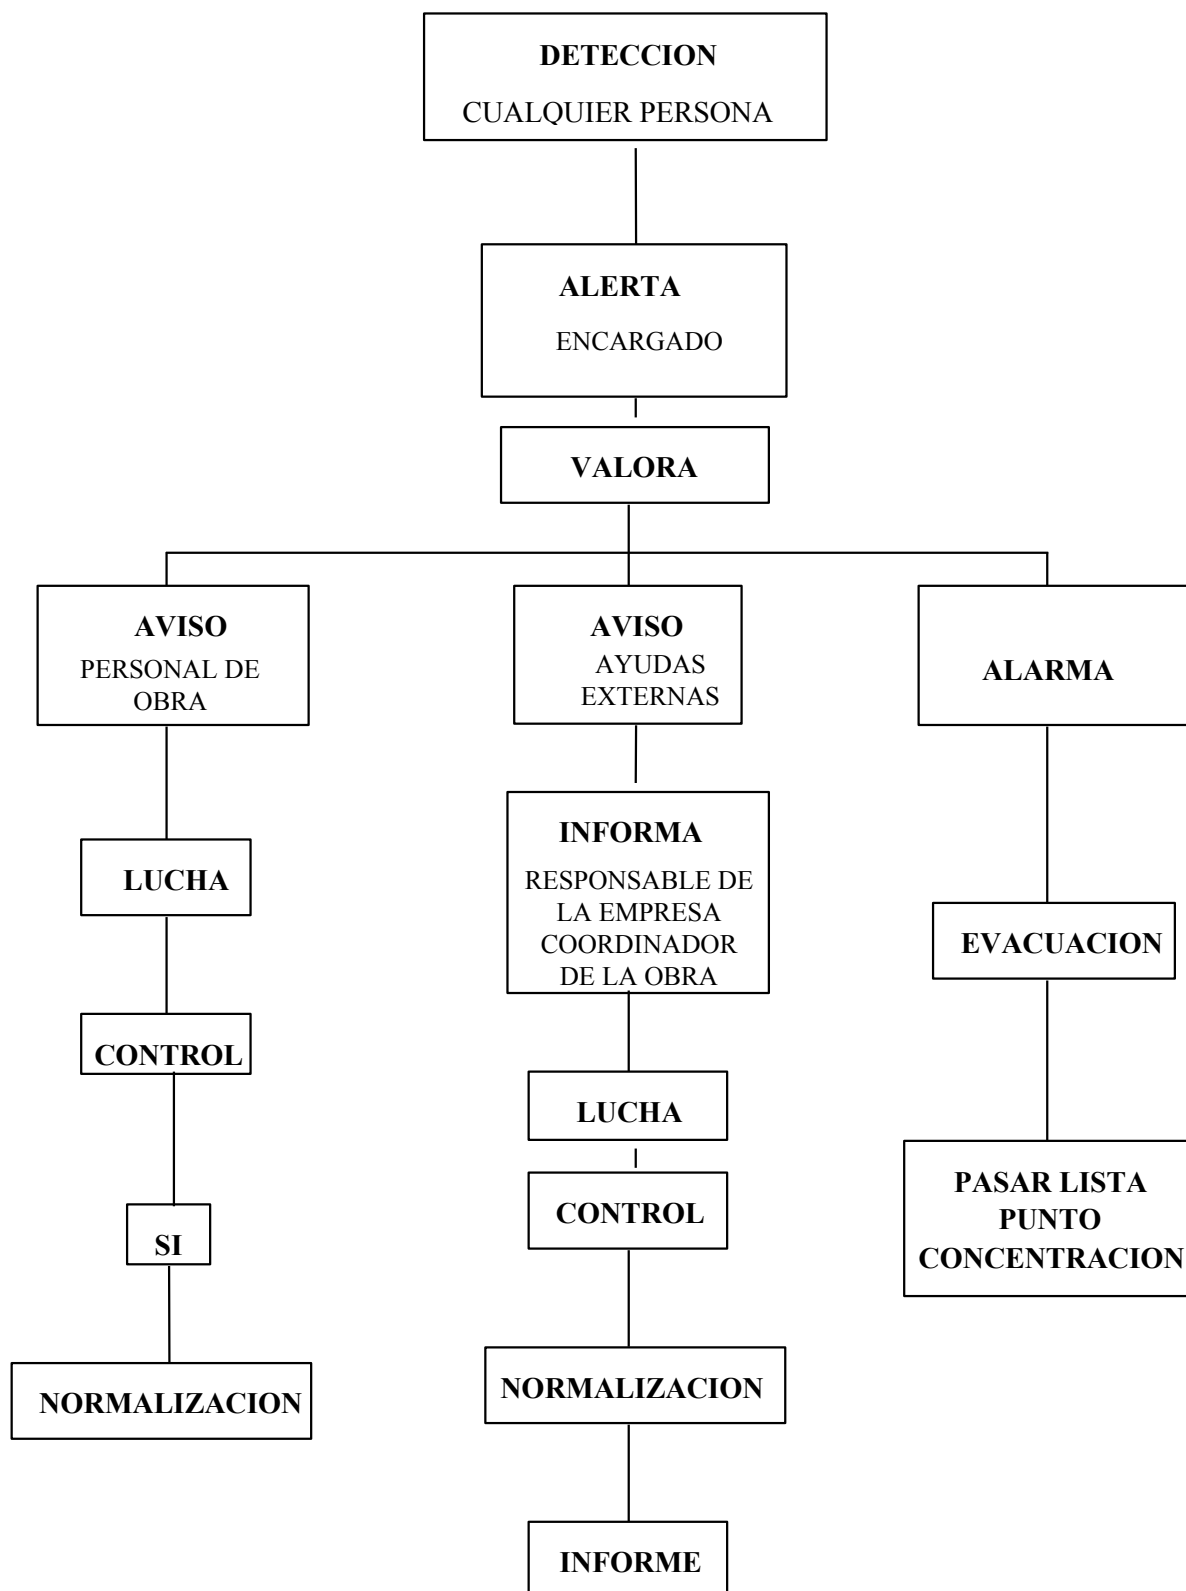 DETECCION
CUALQUIER PERSONA
ALERTA
ENCARGADO
VALORA
AVISO
PERSONAL DE
OBRA
LUCHA
CONTROL
SI
NORMALIZACION
AVISO
AYUDAS
EXTERNAS
INFORMA
RESPONSABLE DE
LA EMPRESA
COORDINADOR
DE LA OBRA
LUCHA
CONTROL
NORMALIZACION
INFORME
ALARMA
EVACUACION
PASAR LISTA
PUNTO
CONCENTRACION